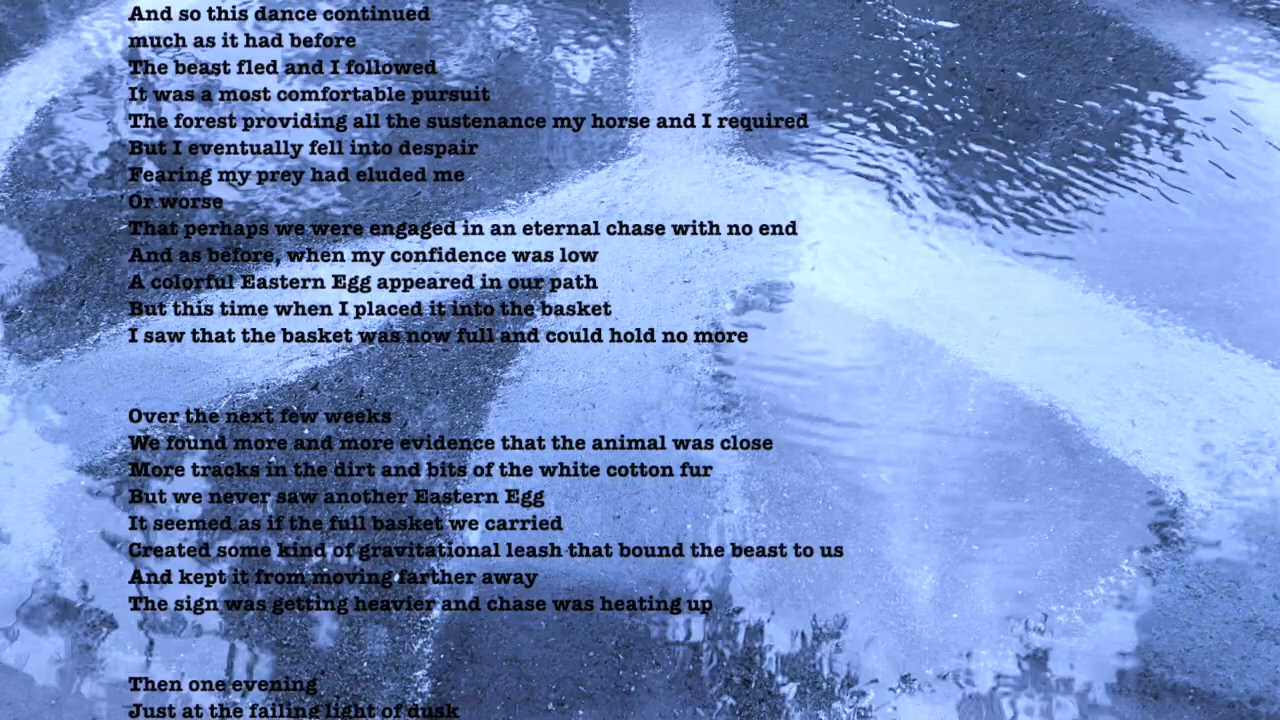 And so this dance continued
much as it had before
The beast fled and I followed
It was a most comfortable pursuit
The forest providing all the sustenance my horse and I required
But I eventually fell into despair
Fearing my prey had eluded me
Or worse
That perhaps we were engaged in an eternal chase with no end
And as before, when my confidence was low
A colorful Eastern Egg appeared in our path
But this time when I placed it into the basket
I saw that the basket was now full and could hold no more
Over the next few weeks
We found more and more evidence that the animal was close
More tracks in the dirt and bits of the white cotton fur
But we never saw another Eastern Egg
It seemed as if the full basket we carried
Created some kind of gravitational leash that bound the beast to us
And kept it from moving farther away
The sign was getting heavier and chase was heating up
Then one evening
Just at the failing light of dusk